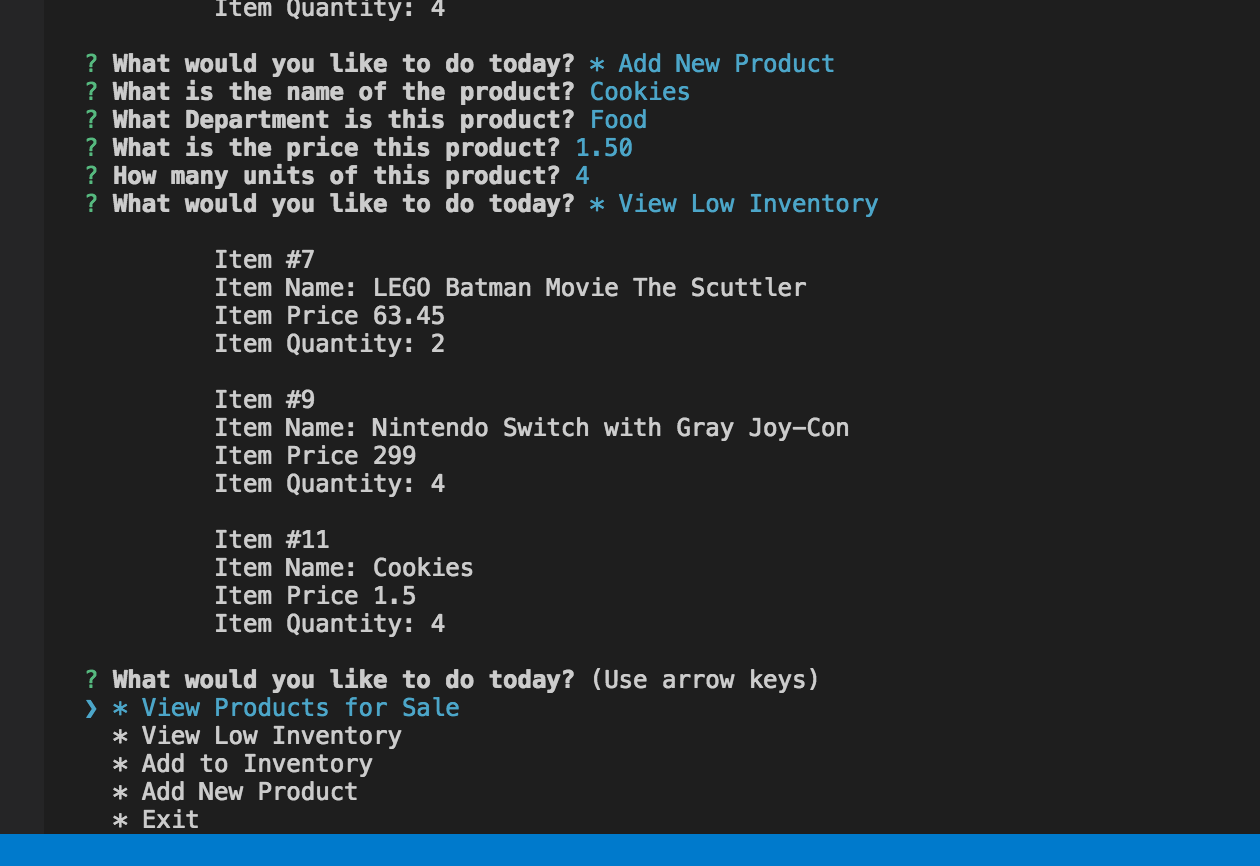 Item Quantity: 4
? What would you like to do today? * Add New Product
? What is the name of the product? Cookies
? What Department is this product? Food
? What is the price this product? 1.50
? How many units of this product? 4
? What would you like to do today? * View Low Inventory
Item #7
Item Name: LEGO Batman Movie The Scuttler
Item Price 63.45
Item Quantity: 2
Item #9
Item Name: Nintendo Switch with Gray Joy-Con
Item Price 299
Item Quantity: 4
Item #11
Item Name: Cookies
Item Price 1.5
Item Quantity: 4
? What would you like to do today? (Use arrow keys)
❯ * View Products for Sale
* View Low Inventory
* Add to Inventory
* Add New Product
* Exit